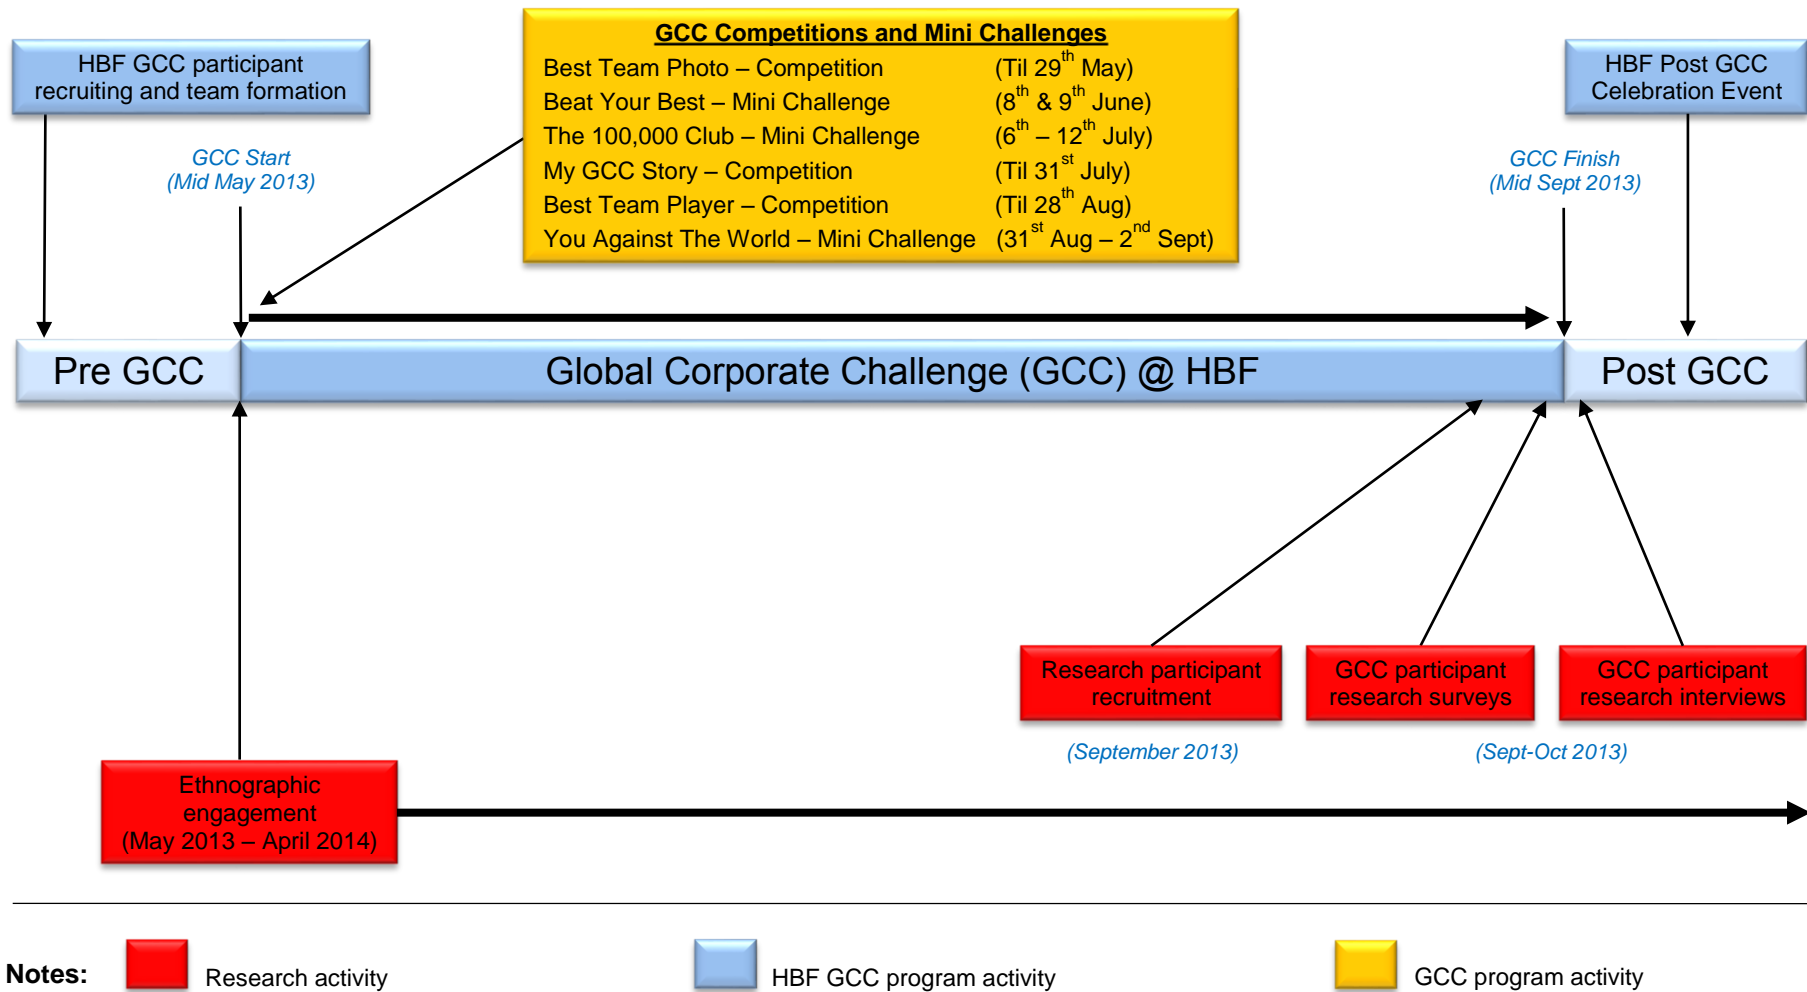 GCC Competitions and Mini Challenges
Best Team Photo – Competition (Til 29th May)
Beat Your Best – Mini Challenge (8th & 9th June)
The 100,000 Club – Mini Challenge (6th – 12th July)
My GCC Story – Competition (Til 31st July)
Best Team Player – Competition (Til 28th Aug)
You Against The World – Mini Challenge (31st Aug – 2nd Sept)
HBF GCC participant
recruiting and team formation
HBF Post GCC
Celebration Event
GCC Start
(Mid May 2013)
GCC Finish
(Mid Sept 2013)
Pre GCC
Global Corporate Challenge (GCC) @ HBF
Post GCC
Research participant
recruitment
GCC participant
research surveys
GCC participant
research interviews
(September 2013)
(Sept-Oct 2013)
Ethnographic
engagement
(May 2013 – April 2014)
Notes:
Research activity
HBF GCC program activity
GCC program activity